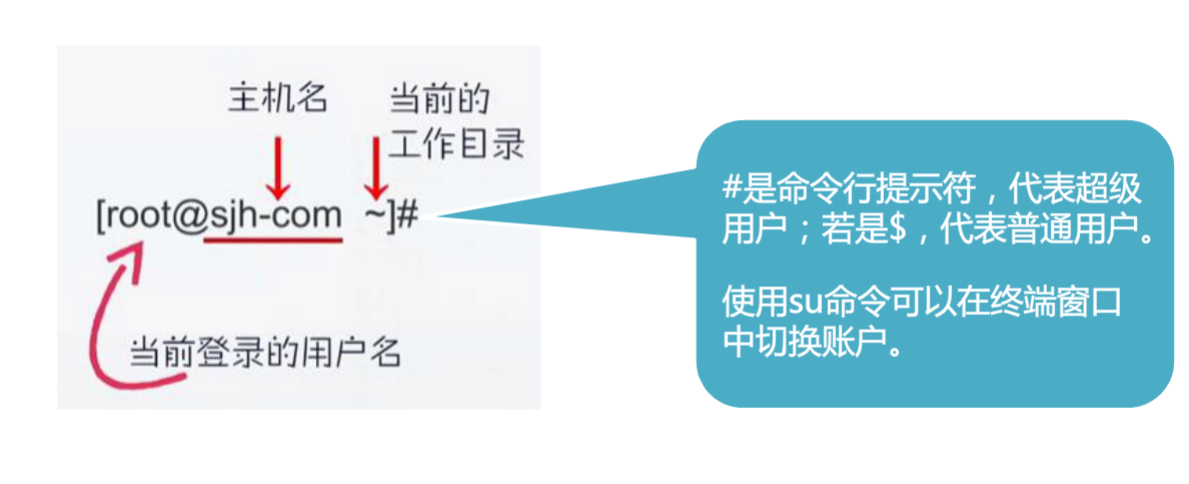 主机名
当前的
工作目录
[root@sjh-com ~]#
当前登录的用户名
#是命令行提示符，代表超级
用户；若是$，代表普通用户。
使用su命令可以在终端窗口
中切换账户。